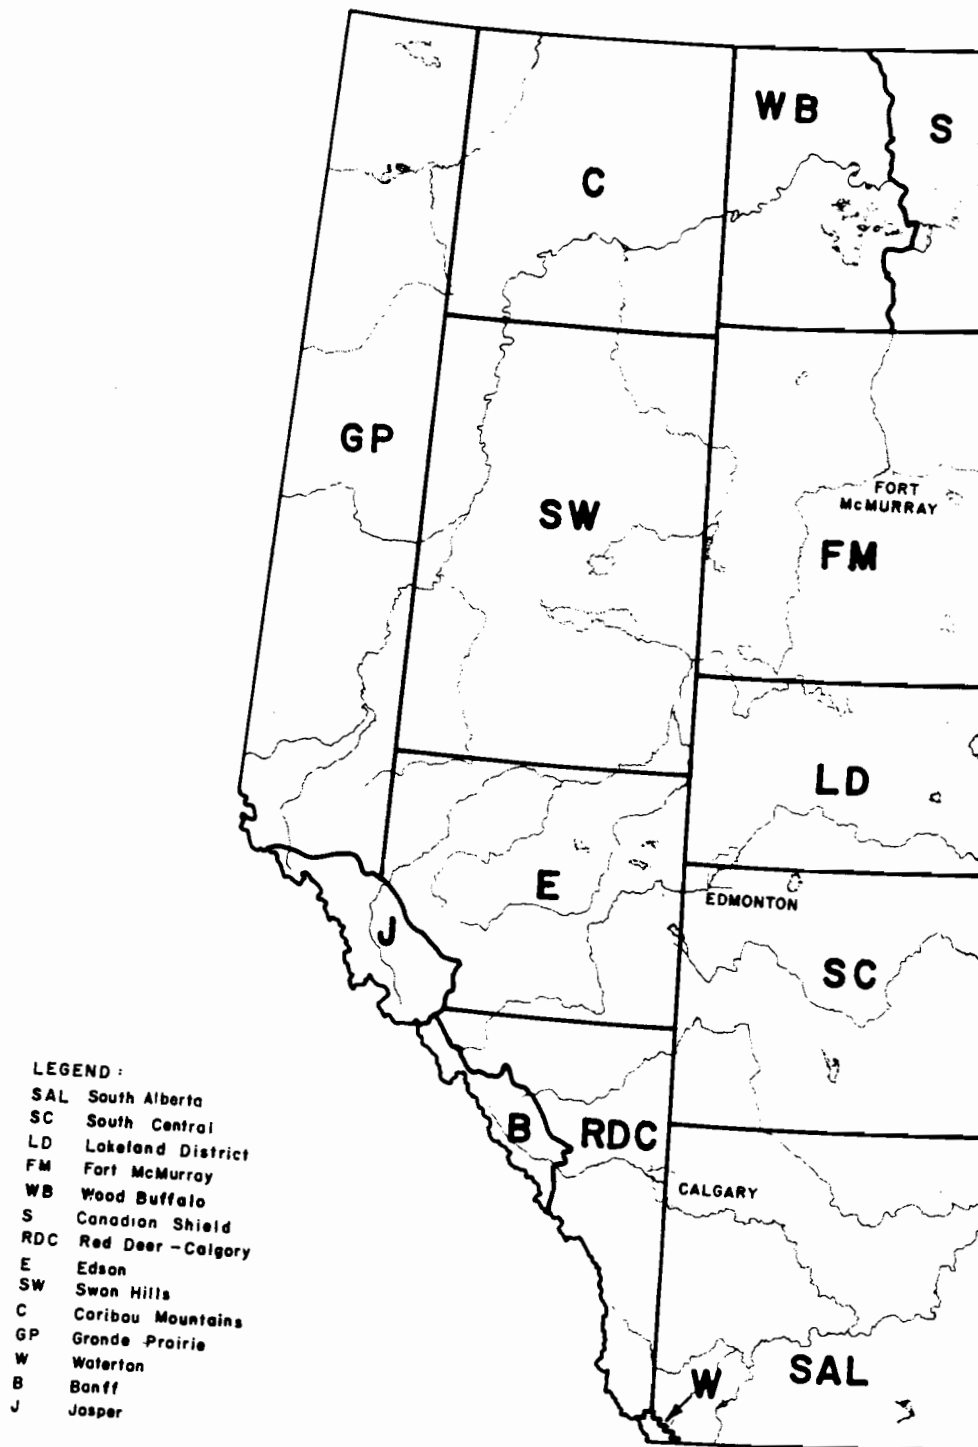 WB
S
C
GP
SW
FORT
McMURRAY
FM
LD
E
EDMONTON
J
SC
B
RDC
CALGARY
W
SAL
LEGEND :
SAL South Alberta
SC South Central
LD Lakeland District
FM Fort McMurray
WB Wood Buffalo
S Canadian Shield
RDC Red Deer - Calgory
E Edson
SW Swan Hills
C Caribou Mountains
GP Gronde Prairie
W Waterton
B Banff
J Jasper